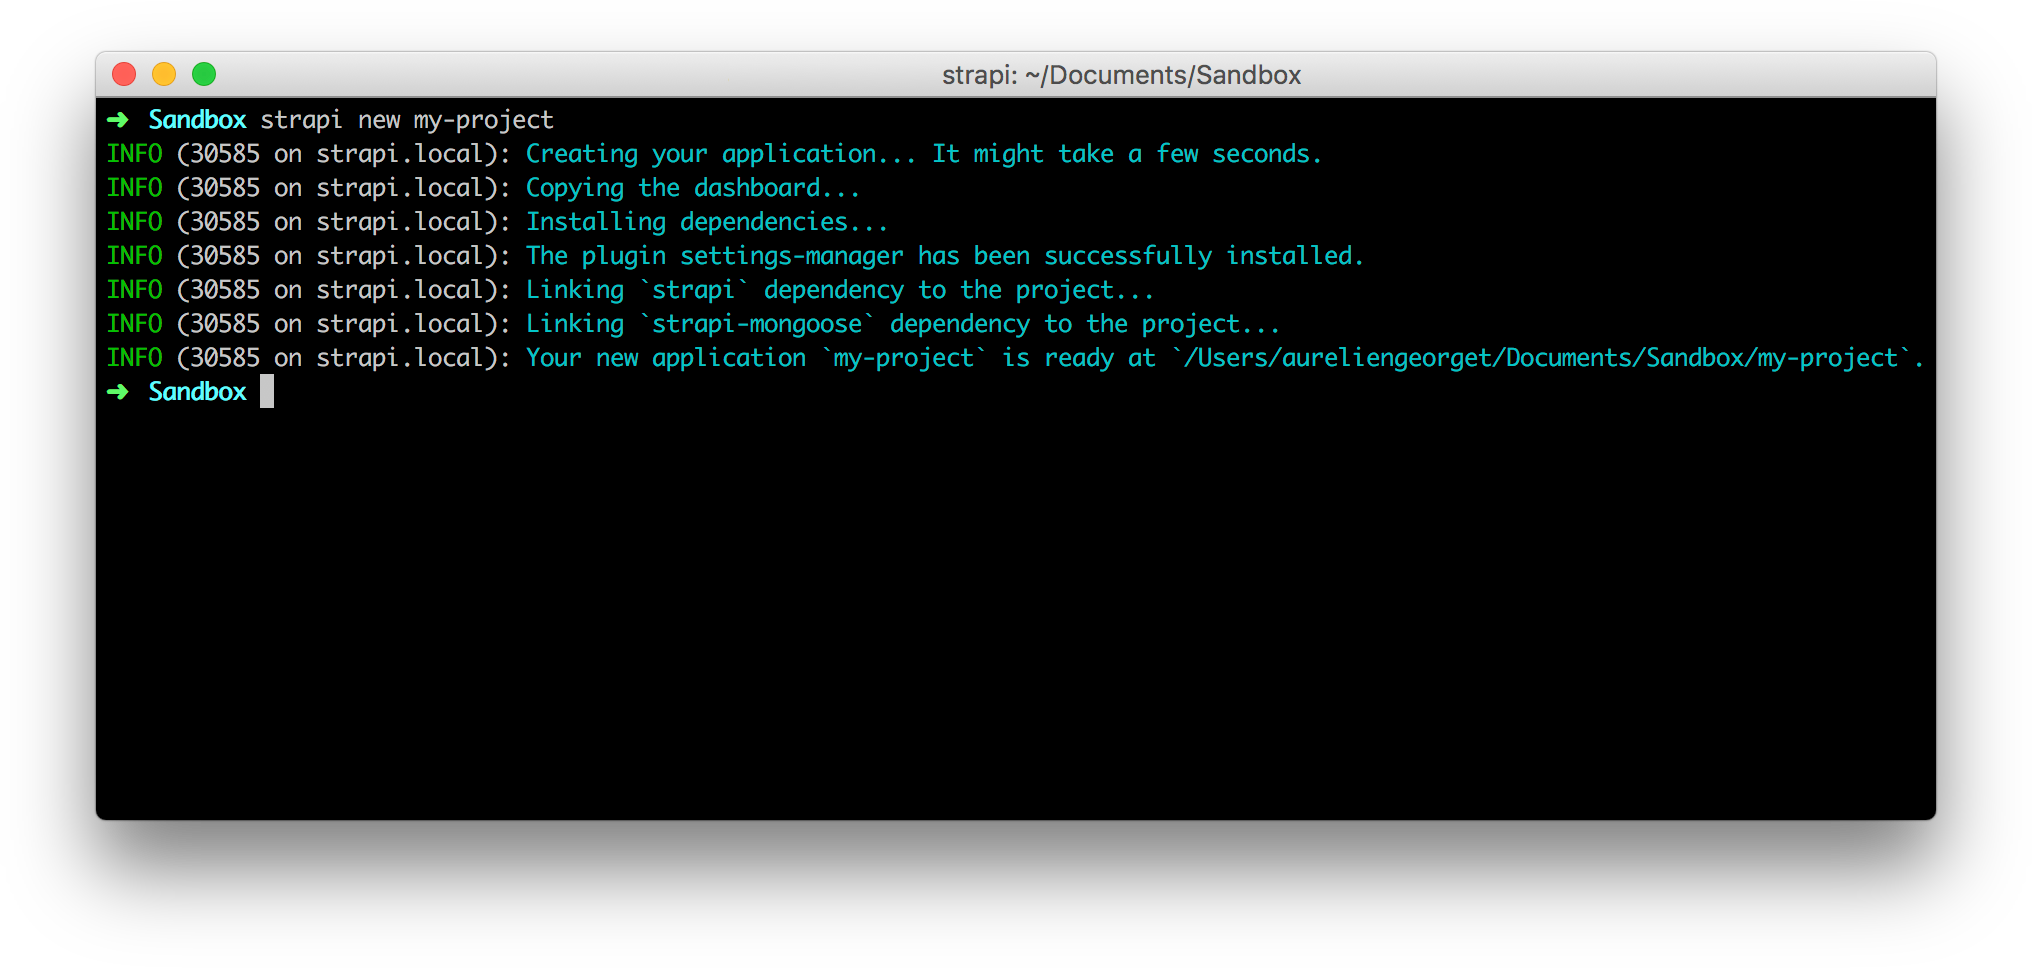 strapi: ~/Documents/Sandbox
➜ Sandbox strapi new my-project
INFO (30585 on strapi.local): Creating your application... It might take a few seconds.
INFO (30585 on strapi.local): Copying the dashboard...
INFO (30585 on strapi.local): Installing dependencies...
INFO (30585 on strapi.local): The plugin settings-manager has been successfully installed.
INFO (30585 on strapi.local): Linking `strapi` dependency to the project...
INFO (30585 on strapi.local): Linking `strapi-mongoose` dependency to the project...
INFO (30585 on strapi.local): Your new application `my-project` is ready at `/Users/aureliengeorget/Documents/Sandbox/my-project`.
➜ Sandbox